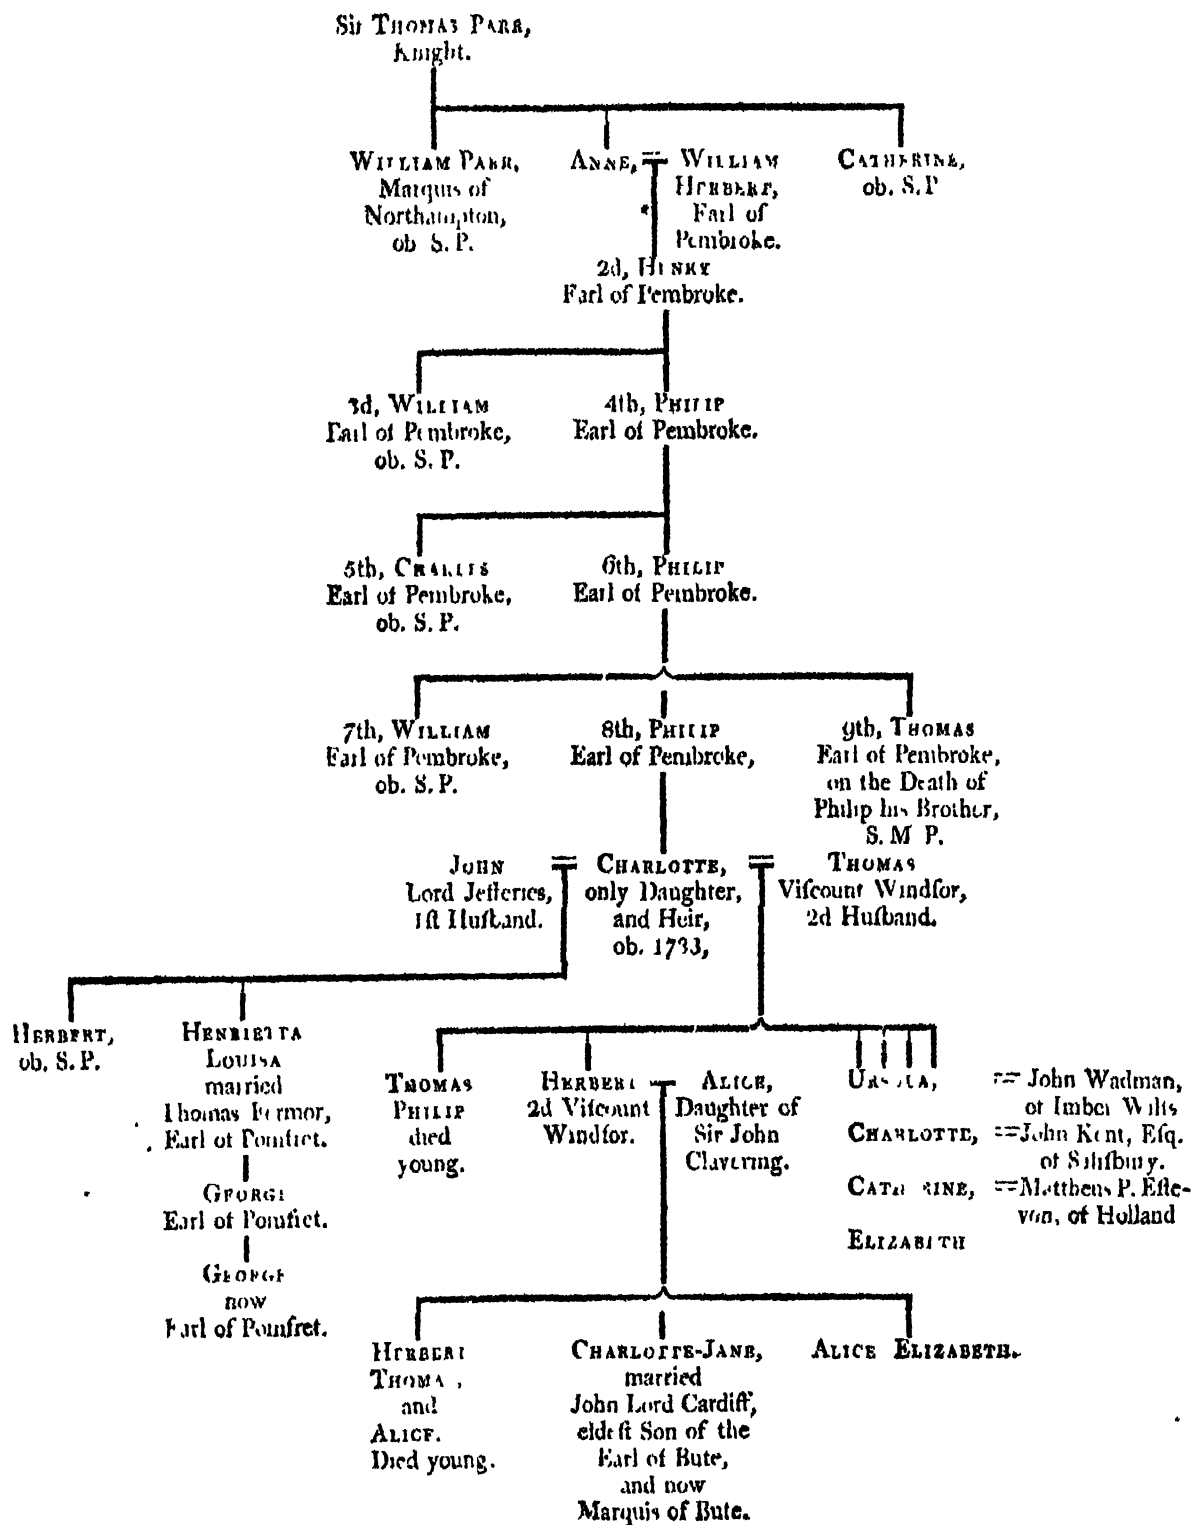 Sir THOMAS PARR,
Knight.
WILLIAM PARR,
Marquis of
Northampton,
ob S. P.
ANNE, = WILLIAM
HERBERT,
Earl of
Pembroke.
CATHERINE,
ob. S. P
2d, HENRY
Earl of Pembroke.
3d, WILLIAM
Earl of Pembroke,
ob. S. P.
4th, PHILIP
Earl of Pembroke.
5th, CHARLES
Earl of Pembroke,
ob. S. P.
6th, PHILIP
Earl of Pembroke.
7th, WILLIAM
Earl of Pembroke,
ob. S. P.
8th, PHILIP
Earl of Pembroke,
9th, THOMAS
Earl of Pembroke,
on the Death of
Philip his Brother,
S. M P.
JOHN
Lord Jefferies,
1ſt Huſband.
= CHARLOTTE, =
only Daughter,
and Heir,
ob. 1733,
THOMAS
Viſcount Windſor,
2d Huſband.
HERBERT,
ob. S. P.
HENRIETTA
LOUISA
married
Thomas Fermor,
Earl of Pomfret.
GEORGE
Earl of Pomfret.
GEORGE
now
Earl of Pomfret.
THOMAS
PHILIP
died
young.
HERBERT
2d Viſcount
Windſor.
ALICE,
Daughter of
Sir John
Clavering.
URSULA, == John Wadman,
of Imber Wilts
CHARLOTTE, ==John Kent, Eſq.
of Saliſbury.
CATHERINE, ==Mattheus P. Eſte-
von, of Holland
ELIZABETH
HERBERT
THOMAS,
and
ALICE.
Died young.
CHARLOTTE-JANE,
married
John Lord Cardiff,
eldeſt Son of the
Earl of Bute,
and now
Marquis of Bute.
ALICE ELIZABETH.